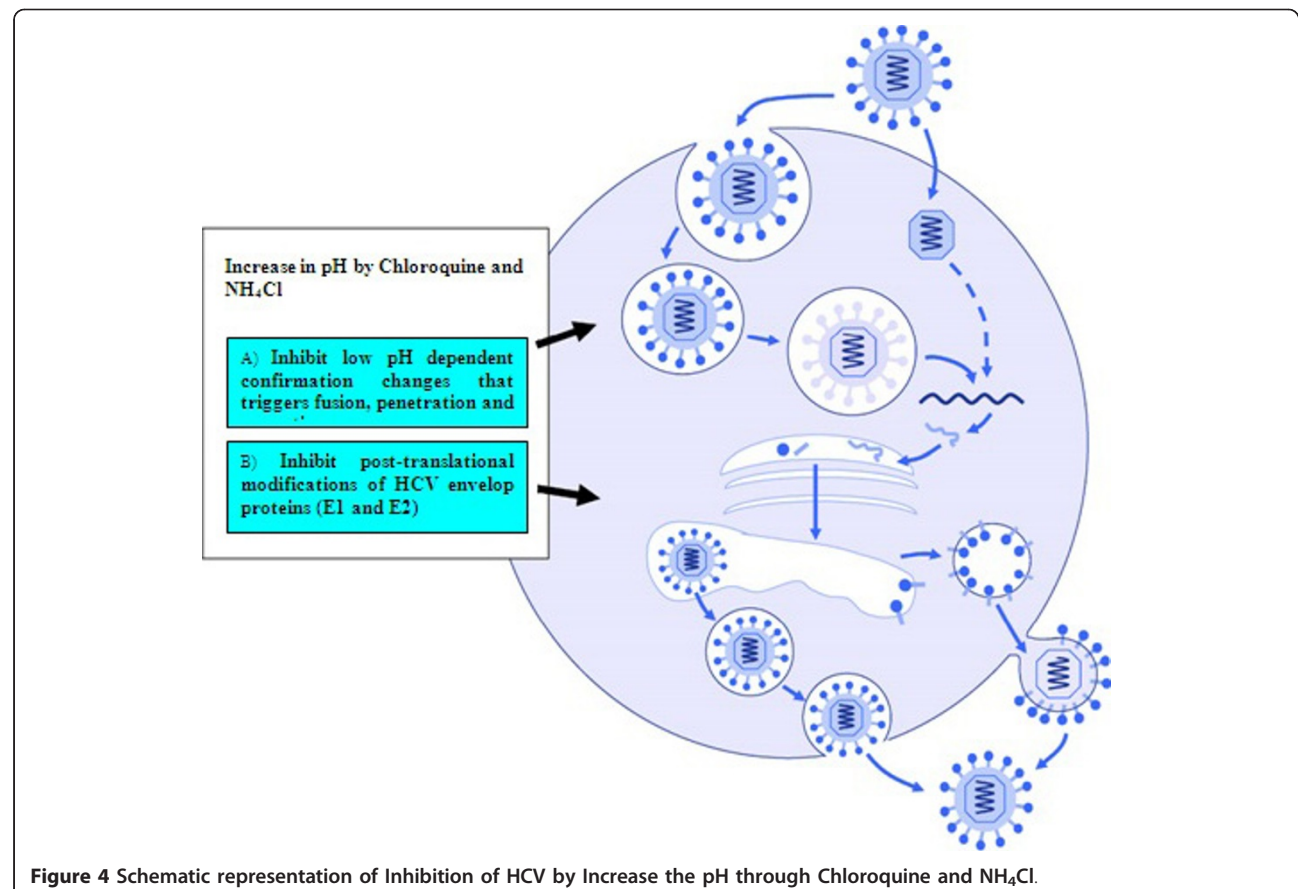 Increase in pH by Chloroquine and
NH₄Cl
A) Inhibit low pH dependent
confirmation changes that
triggers fusion, penetration and
B) Inhibit post-translational
modifications of HCV envelop
proteins (E1 and E2)
Figure 4 Schematic representation of Inhibition of HCV by Increase the pH through Chloroquine and NH₄Cl.